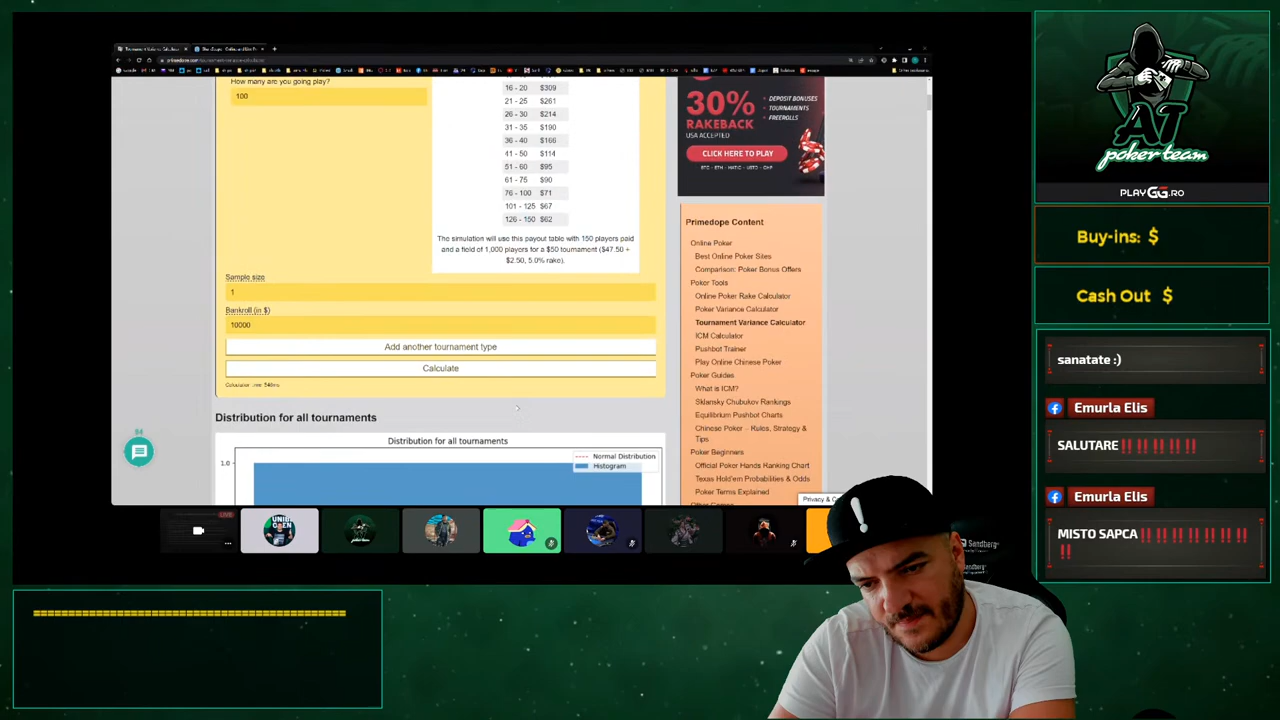 How many are you going play?
100
16 - 20 $309
21 - 25 $261
26 - 30 $214
31 - 35 $190
36 - 40 $166
41 - 50 $114
51 - 60 $95
61 - 75 $90
76 - 100 $71
101 - 125 $67
126 - 150 $62
The simulation will use this payout table with 150 players paid
and a field of 1,000 players for a $50 tournament ($47.50 +
$2.50, 5.0% rake).
Sample size
1
Bankroll (in $)
10000
Add another tournament type
Calculate
Distribution for all tournaments
Distribution for all tournaments
1.0
Normal Distribution
Histogram
30%
RAKEBACK
USA ACCEPTED
• DEPOSIT BONUSES
• TOURNAMENTS
• FREEROLLS
CLICK HERE TO PLAY
Primedope Content
Online Poker
Best Online Poker Sites
Comparison: Poker Bonus Offers
Poker Tools
Online Poker Rake Calculator
Poker Variance Calculator
Tournament Variance Calculator
ICM Calculator
Pushbot Trainer
Play Online Chinese Poker
Poker Guides
What is ICM?
Sklansky Chubukov Rankings
Equilibrium Pushbot Charts
Chinese Poker – Rules, Strategy &
Tips
Poker Beginners
Official Poker Hands Ranking Chart
Texas Hold'em Probabilities & Odds
Poker Terms Explained
LIVE
Sandberg
AT
poker team
PLAYGG.RO
Buy-ins: $
Cash Out $
sanatate :)
Emurla Elis
SALUTARE ‼️‼️‼️‼️‼️
Emurla Elis
MISTO SAPCA ‼️‼️‼️‼️‼️‼️‼️‼️
‼️